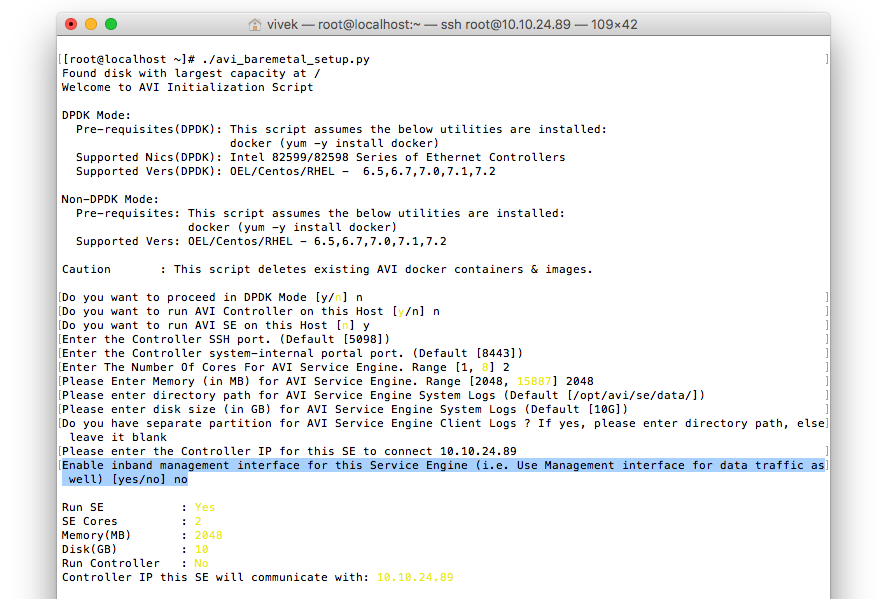 vivek — root@localhost:~ — ssh root@10.10.24.89 — 109×42
[[root@localhost ~]# ./avi_baremetal_setup.py ]
Found disk with largest capacity at /
Welcome to AVI Initialization Script
DPDK Mode:
Pre-requisites(DPDK): This script assumes the below utilities are installed:
docker (yum -y install docker)
Supported Nics(DPDK): Intel 82599/82598 Series of Ethernet Controllers
Supported Vers(DPDK): OEL/Centos/RHEL - 6.5,6.7,7.0,7.1,7.2
Non-DPDK Mode:
Pre-requisites: This script assumes the below utilities are installed:
docker (yum -y install docker)
Supported Vers: OEL/Centos/RHEL - 6.5,6.7,7.0,7.1,7.2
Caution : This script deletes existing AVI docker containers & images.
[Do you want to proceed in DPDK Mode [y/n] n ]
[Do you want to run AVI Controller on this Host [y/n] n ]
[Do you want to run AVI SE on this Host [n] y ]
[Enter the Controller SSH port. (Default [5098]) ]
[Enter the Controller system-internal portal port. (Default [8443]) ]
[Enter The Number Of Cores For AVI Service Engine. Range [1, 8] 2 ]
[Please Enter Memory (in MB) for AVI Service Engine. Range [2048, 15887] 2048 ]
[Please enter directory path for AVI Service Engine System Logs (Default [/opt/avi/se/data/]) ]
[Please enter disk size (in GB) for AVI Service Engine System Logs (Default [10G]) ]
[Do you have separate partition for AVI Service Engine Client Logs ? If yes, please enter directory path, else]
leave it blank
[Please enter the Controller IP for this SE to connect 10.10.24.89 ]
[Enable inband management interface for this Service Engine (i.e. Use Management interface for data traffic as]
well) [yes/no] no
Run SE : Yes
SE Cores : 2
Memory(MB) : 2048
Disk(GB) : 10
Run Controller : No
Controller IP this SE will communicate with: 10.10.24.89